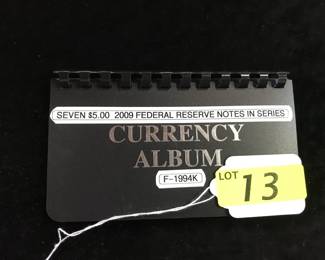 SEVEN $5.00 2009 FEDERAL RESERVE NOTES IN SERIES
CURRENCY
ALBUM
F-1994K
LOT 13